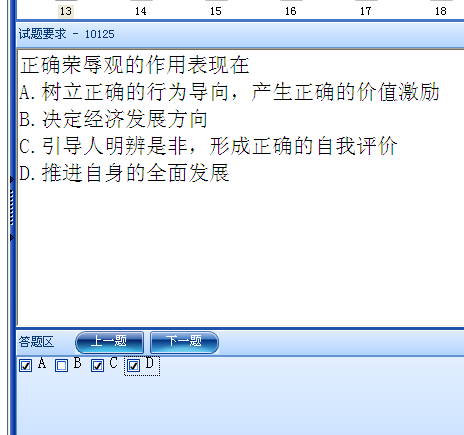 13 14 15 16 17 18
试题要求 - 10125
正确荣辱观的作用表现在
A.树立正确的行为导向，产生正确的价值激励
B.决定经济发展方向
C.引导人明辨是非，形成正确的自我评价
D.推进自身的全面发展
答题区 上一题 下一题
A B C D